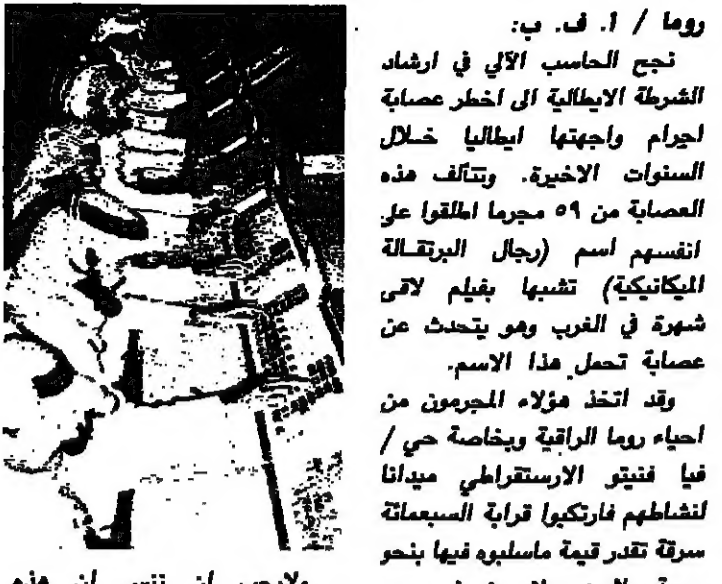 روما / أ. ف. ب:
نجح الحاسب الآلي في ارشاد
الشرطة الايطالية الى اخطر عصابة
اجرام واجهتها ايطاليا خلال
السنوات الاخيرة. وتتألف هذه
العصابة من ٥٩ مجرما اطلقوا على
انفسهم اسم (رجال البرتقالة
الميكانيكية) تشبها بفيلم لاقى
شهرة في الغرب وهو يتحدث عن
عصابة تحمل هذا الاسم.
وقد اتخذ هؤلاء المجرمون من
احياء روما الراقية وبخاصة حي /
فيا فنيتو الارستقراطي ميدانا
لنشاطهم فارتكبوا قرابة السبعمائة
سرقة تقدر قيمة ماسلبوه فيها بنحو